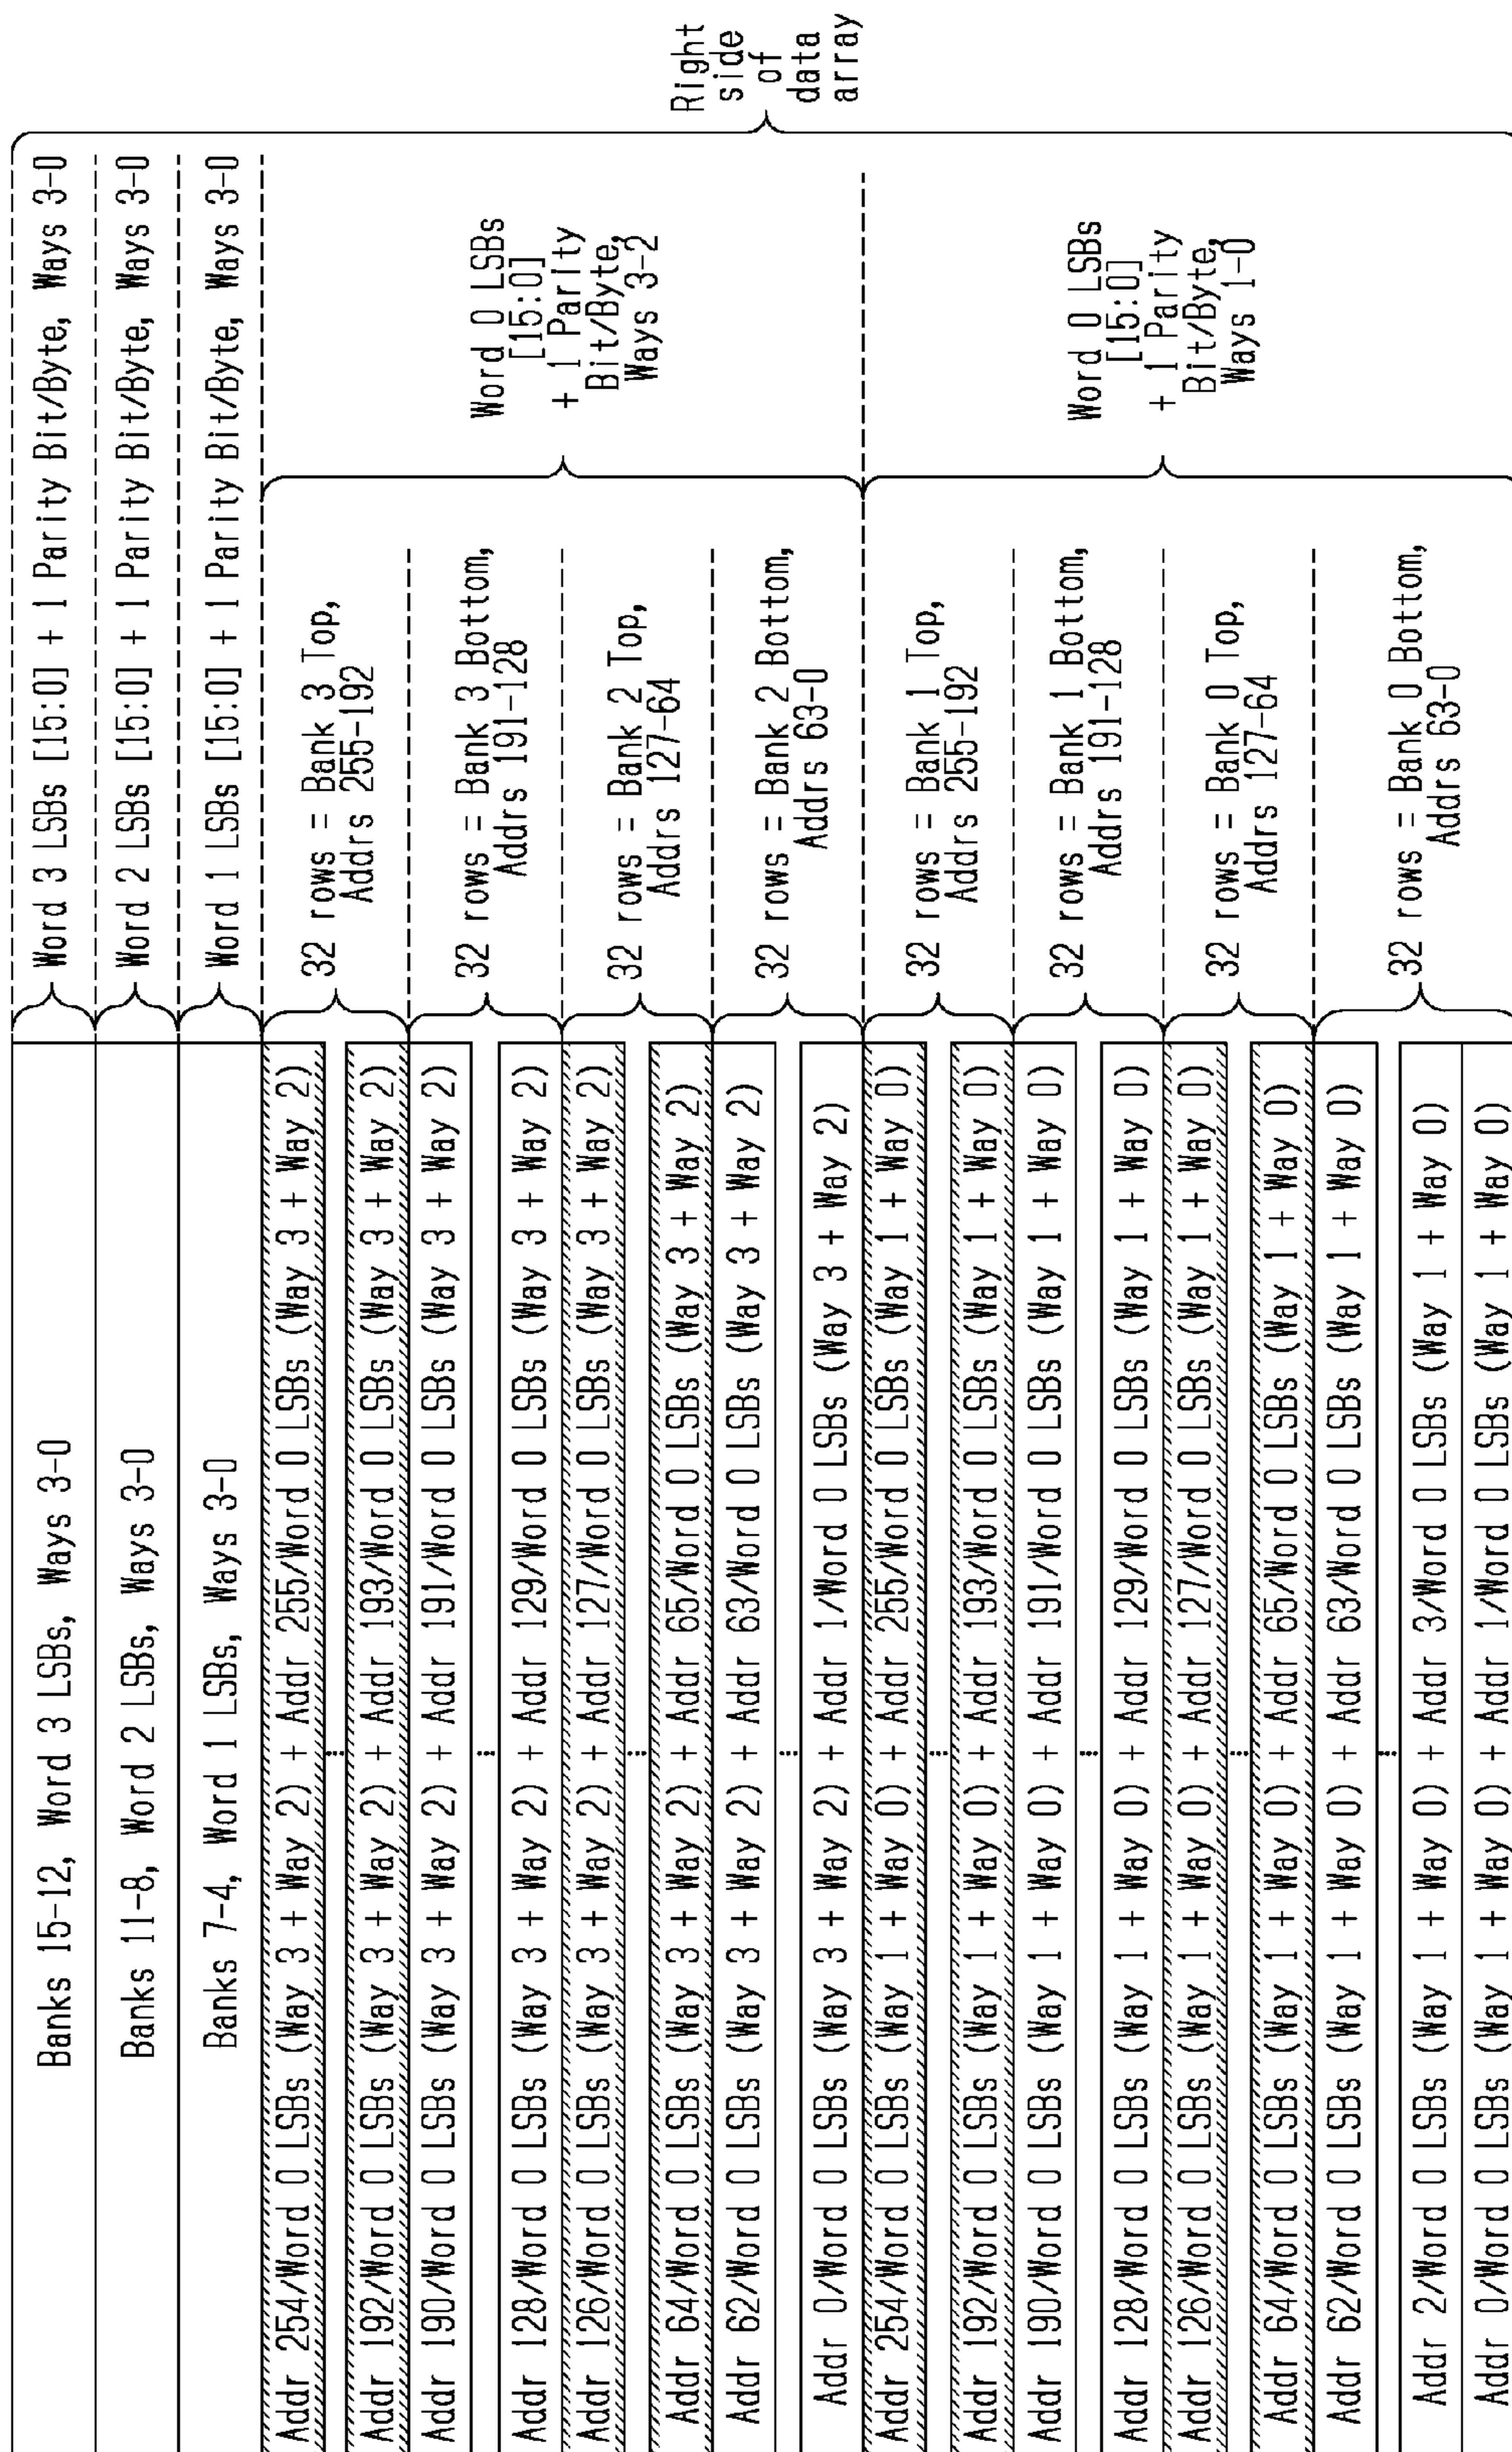 Banks 15-12, Word 3 LSBs, Ways 3-0
Word 3 LSBs [15:0] + 1 Parity Bit/Byte, Ways 3-0
Banks 11-8, Word 2 LSBs, Ways 3-0
Word 2 LSBs [15:0] + 1 Parity Bit/Byte, Ways 3-0
Banks 7-4, Word 1 LSBs, Ways 3-0
Word 1 LSBs [15:0] + 1 Parity Bit/Byte, Ways 3-0
Addr 254/Word 0 LSBs (Way 3 + Way 2) + Addr 255/Word 0 LSBs (Way 3 + Way 2)
⋮
Addr 192/Word 0 LSBs (Way 3 + Way 2) + Addr 193/Word 0 LSBs (Way 3 + Way 2)
32 rows = Bank 3 Top,
Addrs 255-192
Addr 190/Word 0 LSBs (Way 3 + Way 2) + Addr 191/Word 0 LSBs (Way 3 + Way 2)
⋮
Addr 128/Word 0 LSBs (Way 3 + Way 2) + Addr 129/Word 0 LSBs (Way 3 + Way 2)
32 rows = Bank 3 Bottom,
Addrs 191-128
Addr 126/Word 0 LSBs (Way 3 + Way 2) + Addr 127/Word 0 LSBs (Way 3 + Way 2)
⋮
Addr 64/Word 0 LSBs (Way 3 + Way 2) + Addr 65/Word 0 LSBs (Way 3 + Way 2)
32 rows = Bank 2 Top,
Addrs 127-64
Addr 62/Word 0 LSBs (Way 3 + Way 2) + Addr 63/Word 0 LSBs (Way 3 + Way 2)
⋮
Addr 0/Word 0 LSBs (Way 3 + Way 2) + Addr 1/Word 0 LSBs (Way 3 + Way 2)
32 rows = Bank 2 Bottom,
Addrs 63-0
Word 0 LSBs
[15:0]
+ 1 Parity
Bit/Byte,
Ways 3-2
Addr 254/Word 0 LSBs (Way 1 + Way 0) + Addr 255/Word 0 LSBs (Way 1 + Way 0)
⋮
Addr 192/Word 0 LSBs (Way 1 + Way 0) + Addr 193/Word 0 LSBs (Way 1 + Way 0)
32 rows = Bank 1 Top,
Addrs 255-192
Addr 190/Word 0 LSBs (Way 1 + Way 0) + Addr 191/Word 0 LSBs (Way 1 + Way 0)
⋮
Addr 128/Word 0 LSBs (Way 1 + Way 0) + Addr 129/Word 0 LSBs (Way 1 + Way 0)
32 rows = Bank 1 Bottom,
Addrs 191-128
Addr 126/Word 0 LSBs (Way 1 + Way 0) + Addr 127/Word 0 LSBs (Way 1 + Way 0)
⋮
Addr 64/Word 0 LSBs (Way 1 + Way 0) + Addr 65/Word 0 LSBs (Way 1 + Way 0)
32 rows = Bank 0 Top,
Addrs 127-64
Addr 62/Word 0 LSBs (Way 1 + Way 0) + Addr 63/Word 0 LSBs (Way 1 + Way 0)
⋮
Addr 2/Word 0 LSBs (Way 1 + Way 0) + Addr 3/Word 0 LSBs (Way 1 + Way 0)
Addr 0/Word 0 LSBs (Way 1 + Way 0) + Addr 1/Word 0 LSBs (Way 1 + Way 0)
32 rows = Bank 0 Bottom,
Addrs 63-0
Word 0 LSBs
[15:0]
+ 1 Parity
Bit/Byte,
Ways 1-0
Right
side
of
data
array